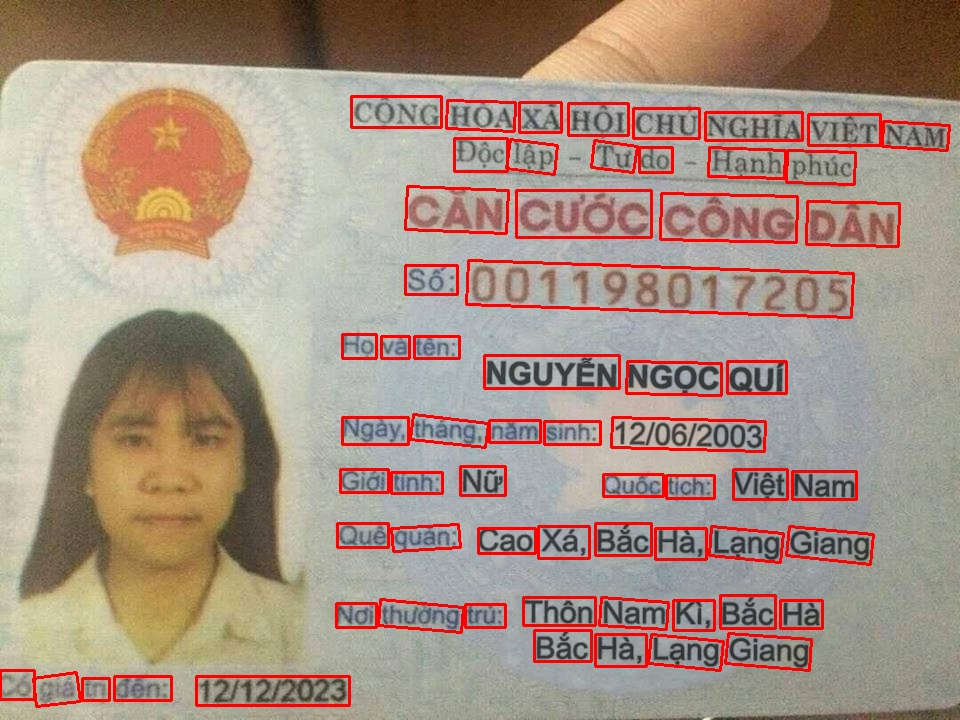 CỘNG HÒA XÃ HỘI CHỦ NGHĨA VIỆT NAM
Độc lập - Tự do - Hạnh phúc
CĂN CƯỚC CÔNG DÂN
Số: 001198017205
Họ và tên:
NGUYỄN NGỌC QUÍ
Ngày, tháng, năm sinh: 12/06/2003
Giới tính: Nữ Quốc tịch: Việt Nam
Quê quán: Cao Xá, Bắc Hà, Lạng Giang
Nơi thường trú: Thôn Nam Kì, Bắc Hà
Bắc Hà, Lạng Giang
Có giá trị đến: 12/12/2023